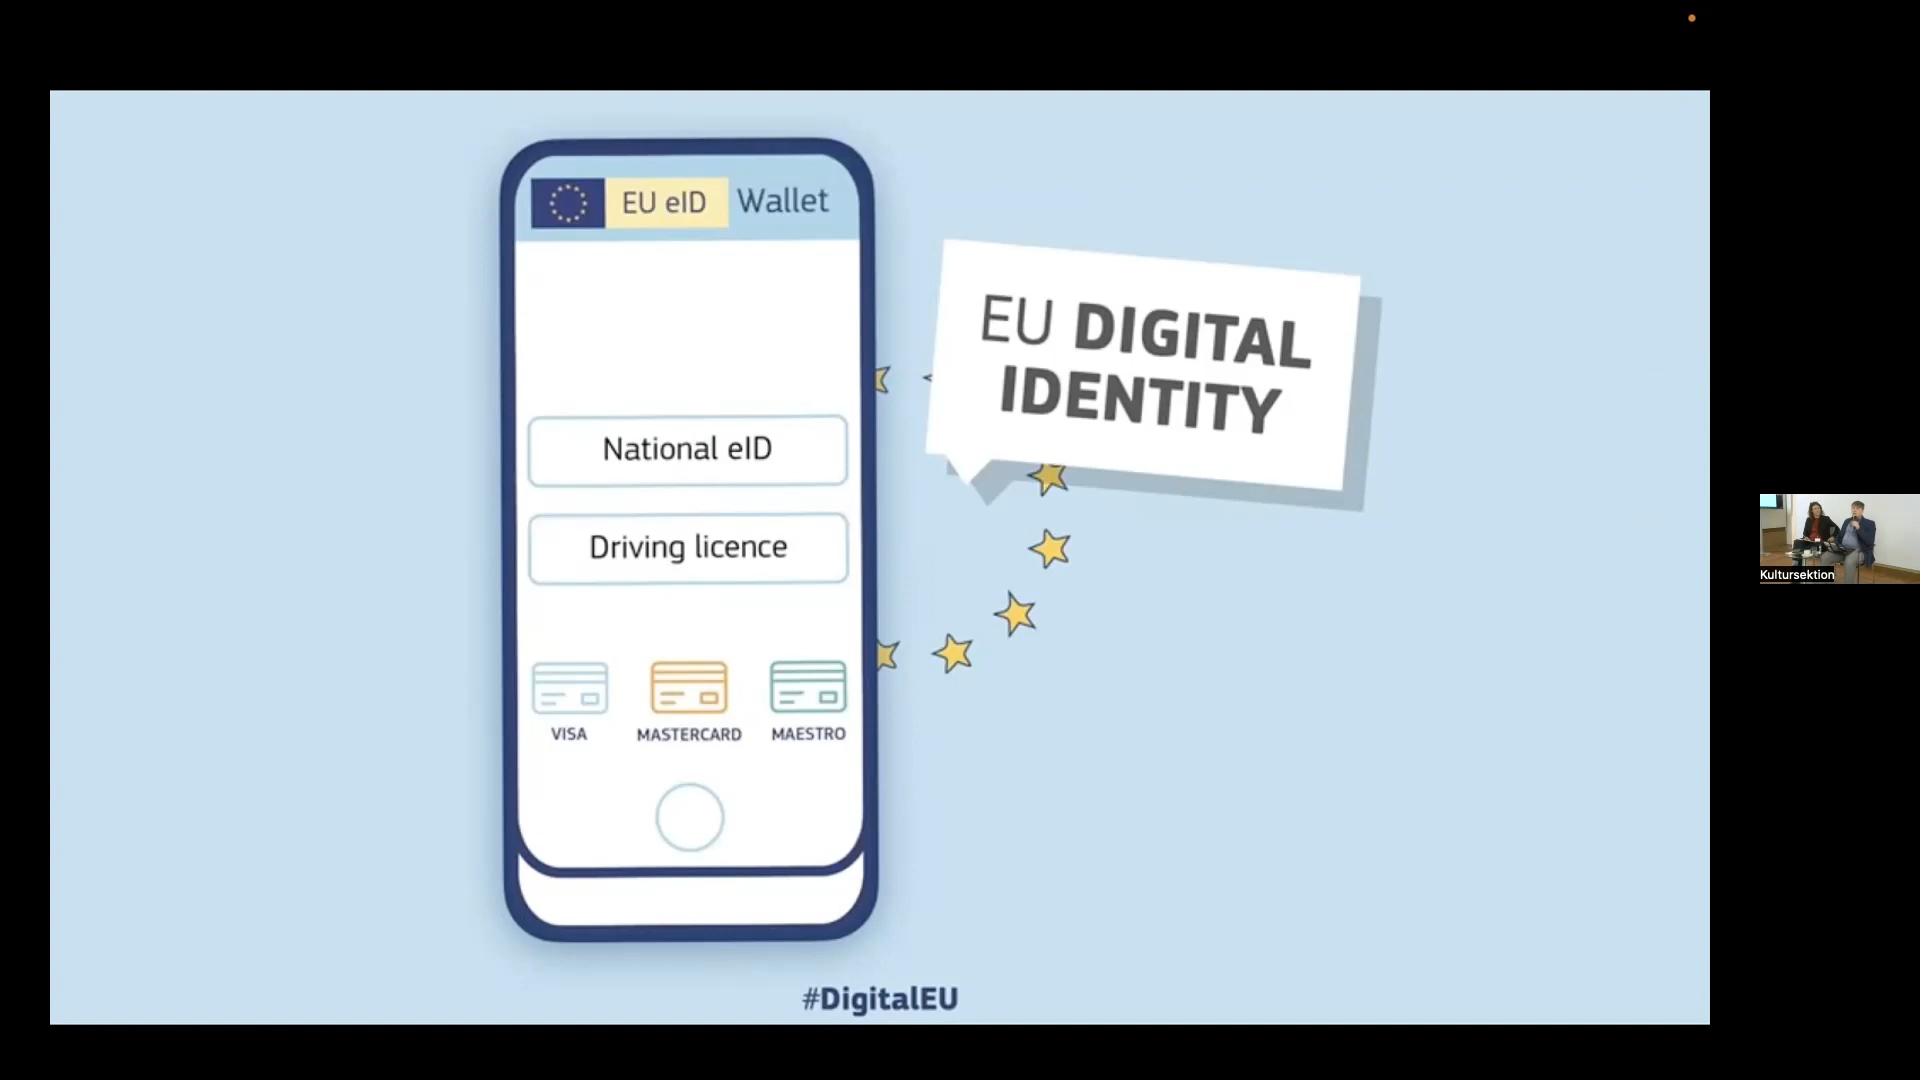 EU eID Wallet
EU DIGITAL
IDENTITY
National eID
Driving licence
VISA
MASTERCARD
MAESTRO
#DigitalEU
Kultursektion